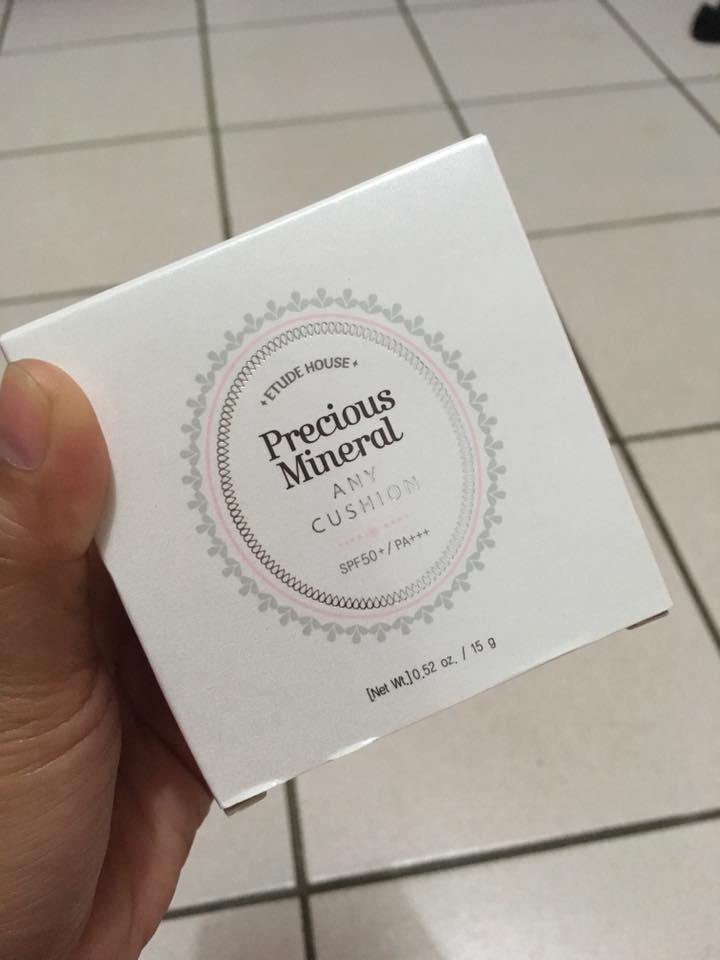 ETUDE HOUSE
Precious
Mineral
ANY
CUSHION
SPF50+/PA+++
[Net Wt.]0.52 oz. / 15 g